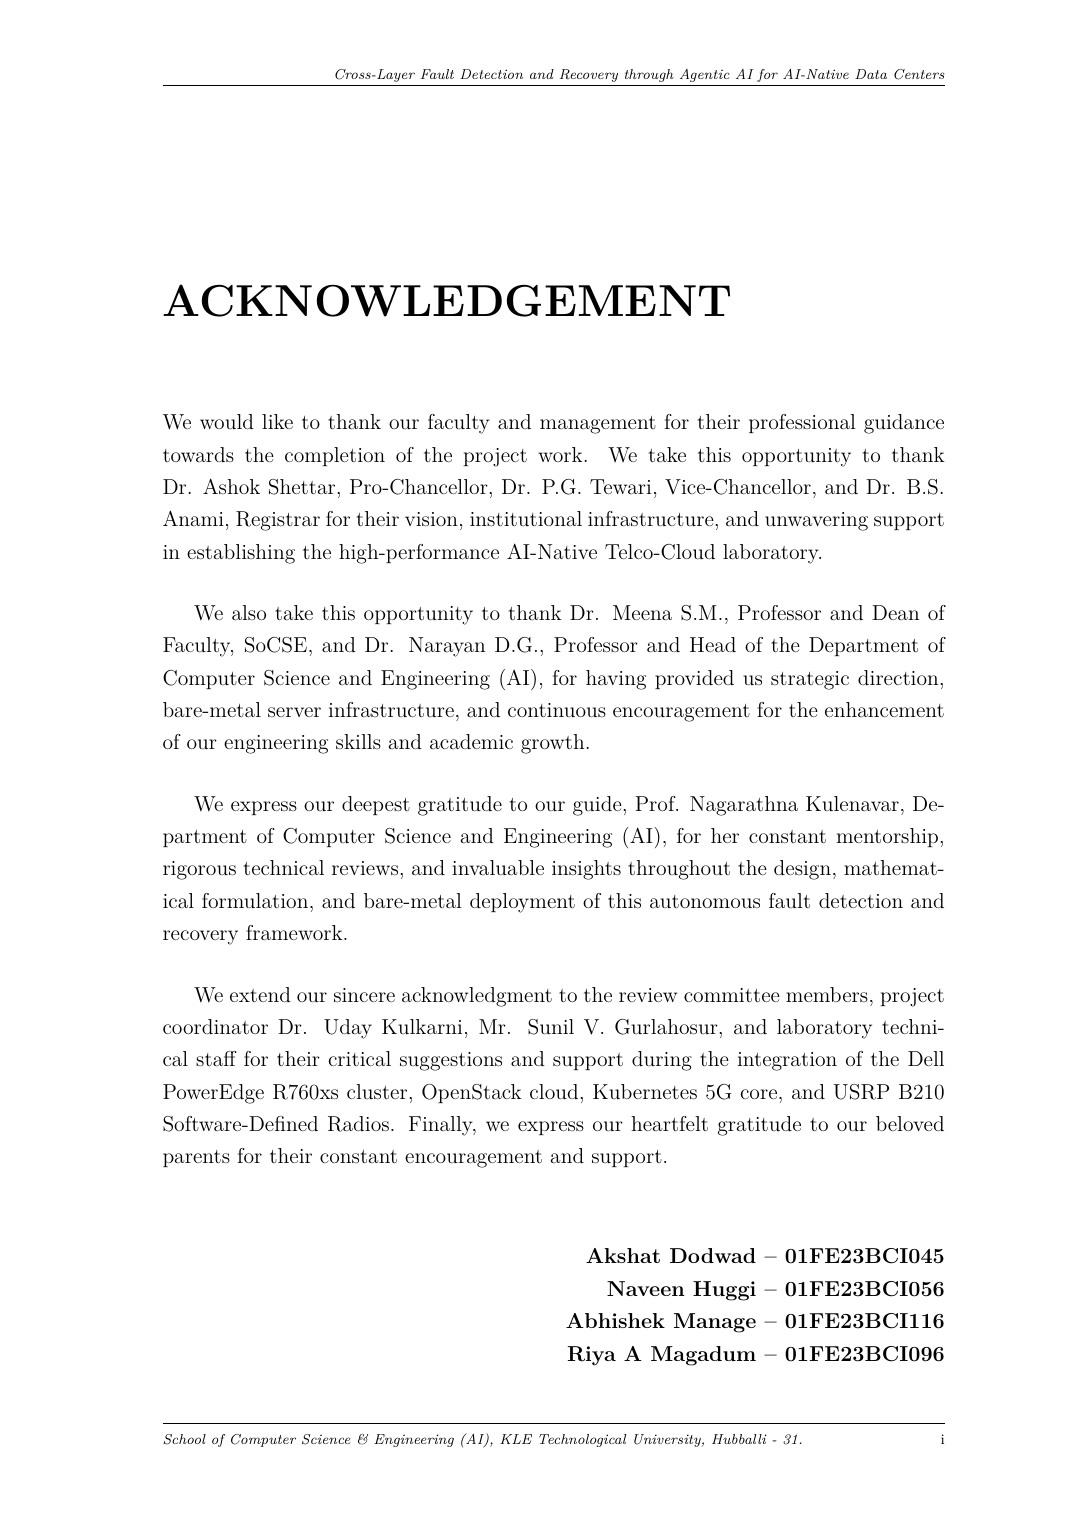 Cross-Layer Fault Detection and Recovery through Agentic AI for AI-Native Data Centers
ACKNOWLEDGEMENT
We would like to thank our faculty and management for their professional guidance
towards the completion of the project work. We take this opportunity to thank
Dr. Ashok Shettar, Pro-Chancellor, Dr. P.G. Tewari, Vice-Chancellor, and Dr. B.S.
Anami, Registrar for their vision, institutional infrastructure, and unwavering support
in establishing the high-performance AI-Native Telco-Cloud laboratory.
We also take this opportunity to thank Dr. Meena S.M., Professor and Dean of
Faculty, SoCSE, and Dr. Narayan D.G., Professor and Head of the Department of
Computer Science and Engineering (AI), for having provided us strategic direction,
bare-metal server infrastructure, and continuous encouragement for the enhancement
of our engineering skills and academic growth.
We express our deepest gratitude to our guide, Prof. Nagarathna Kulenavar, De-
partment of Computer Science and Engineering (AI), for her constant mentorship,
rigorous technical reviews, and invaluable insights throughout the design, mathemat-
ical formulation, and bare-metal deployment of this autonomous fault detection and
recovery framework.
We extend our sincere acknowledgment to the review committee members, project
coordinator Dr. Uday Kulkarni, Mr. Sunil V. Gurlahosur, and laboratory techni-
cal staff for their critical suggestions and support during the integration of the Dell
PowerEdge R760xs cluster, OpenStack cloud, Kubernetes 5G core, and USRP B210
Software-Defined Radios. Finally, we express our heartfelt gratitude to our beloved
parents for their constant encouragement and support.
Akshat Dodwad – 01FE23BCI045
Naveen Huggi – 01FE23BCI056
Abhishek Manage – 01FE23BCI116
Riya A Magadum – 01FE23BCI096
School of Computer Science & Engineering (AI), KLE Technological University, Hubballi - 31. i